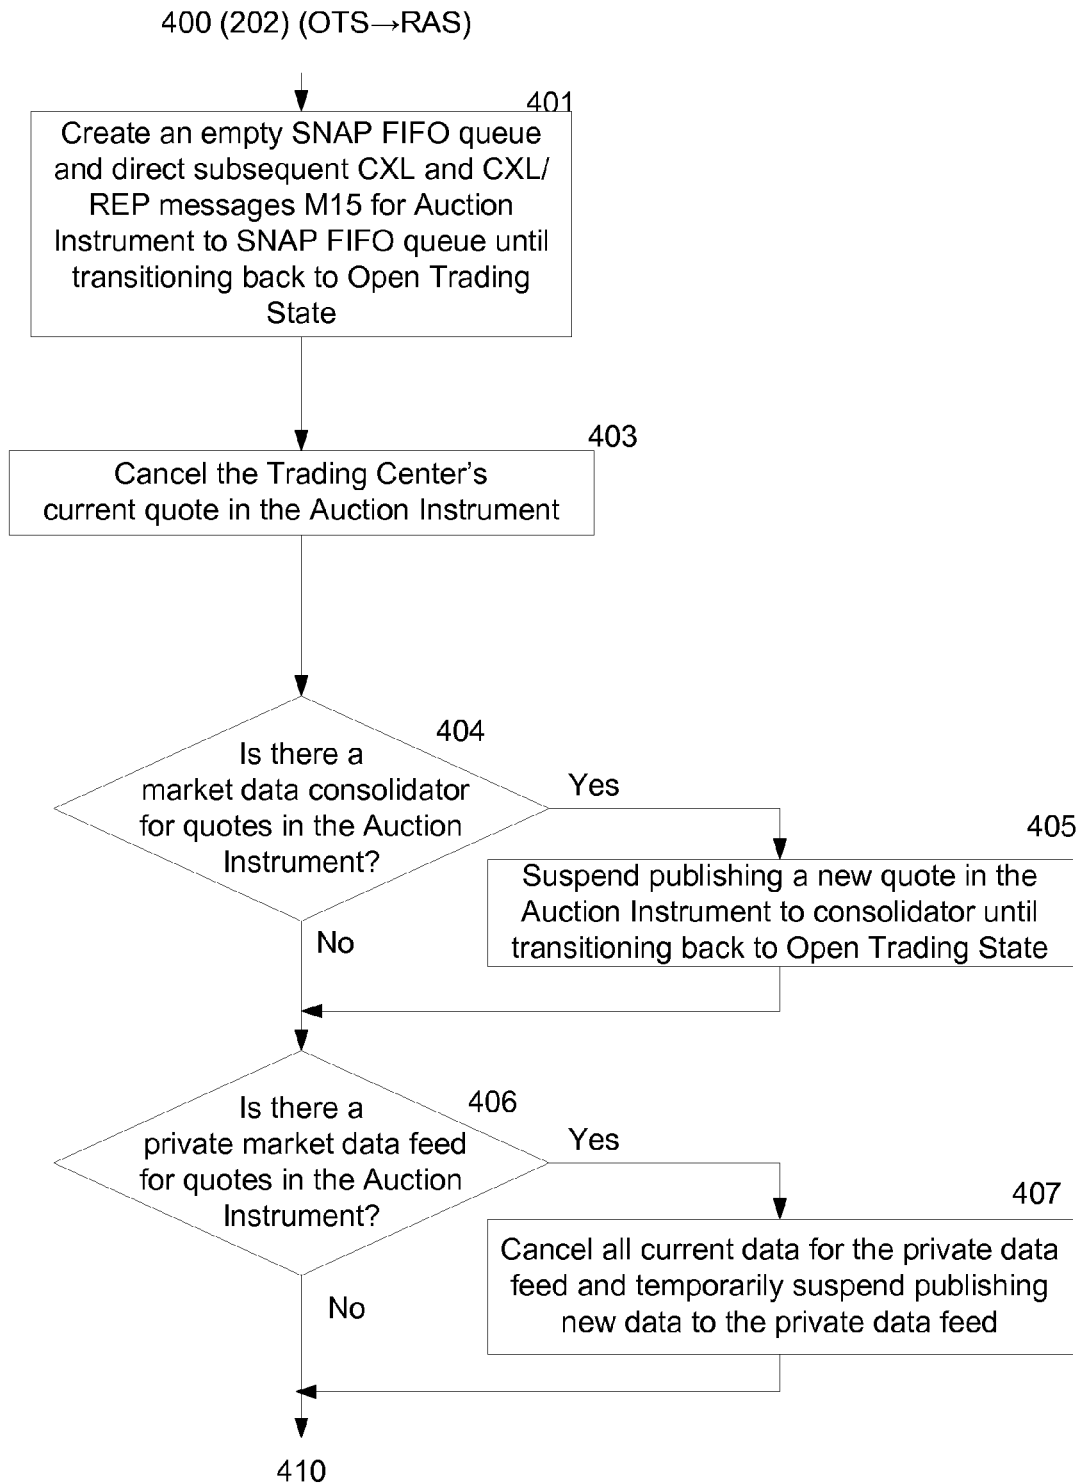 400 (202) (OTS→RAS)
401
Create an empty SNAP FIFO queue
and direct subsequent CXL and CXL/
REP messages M15 for Auction
Instrument to SNAP FIFO queue until
transitioning back to Open Trading
State
403
Cancel the Trading Center's
current quote in the Auction Instrument
404
Is there a
market data consolidator
for quotes in the Auction
Instrument?
Yes
No
405
Suspend publishing a new quote in the
Auction Instrument to consolidator until
transitioning back to Open Trading State
406
Is there a
private market data feed
for quotes in the Auction
Instrument?
Yes
No
407
Cancel all current data for the private data
feed and temporarily suspend publishing
new data to the private data feed
410